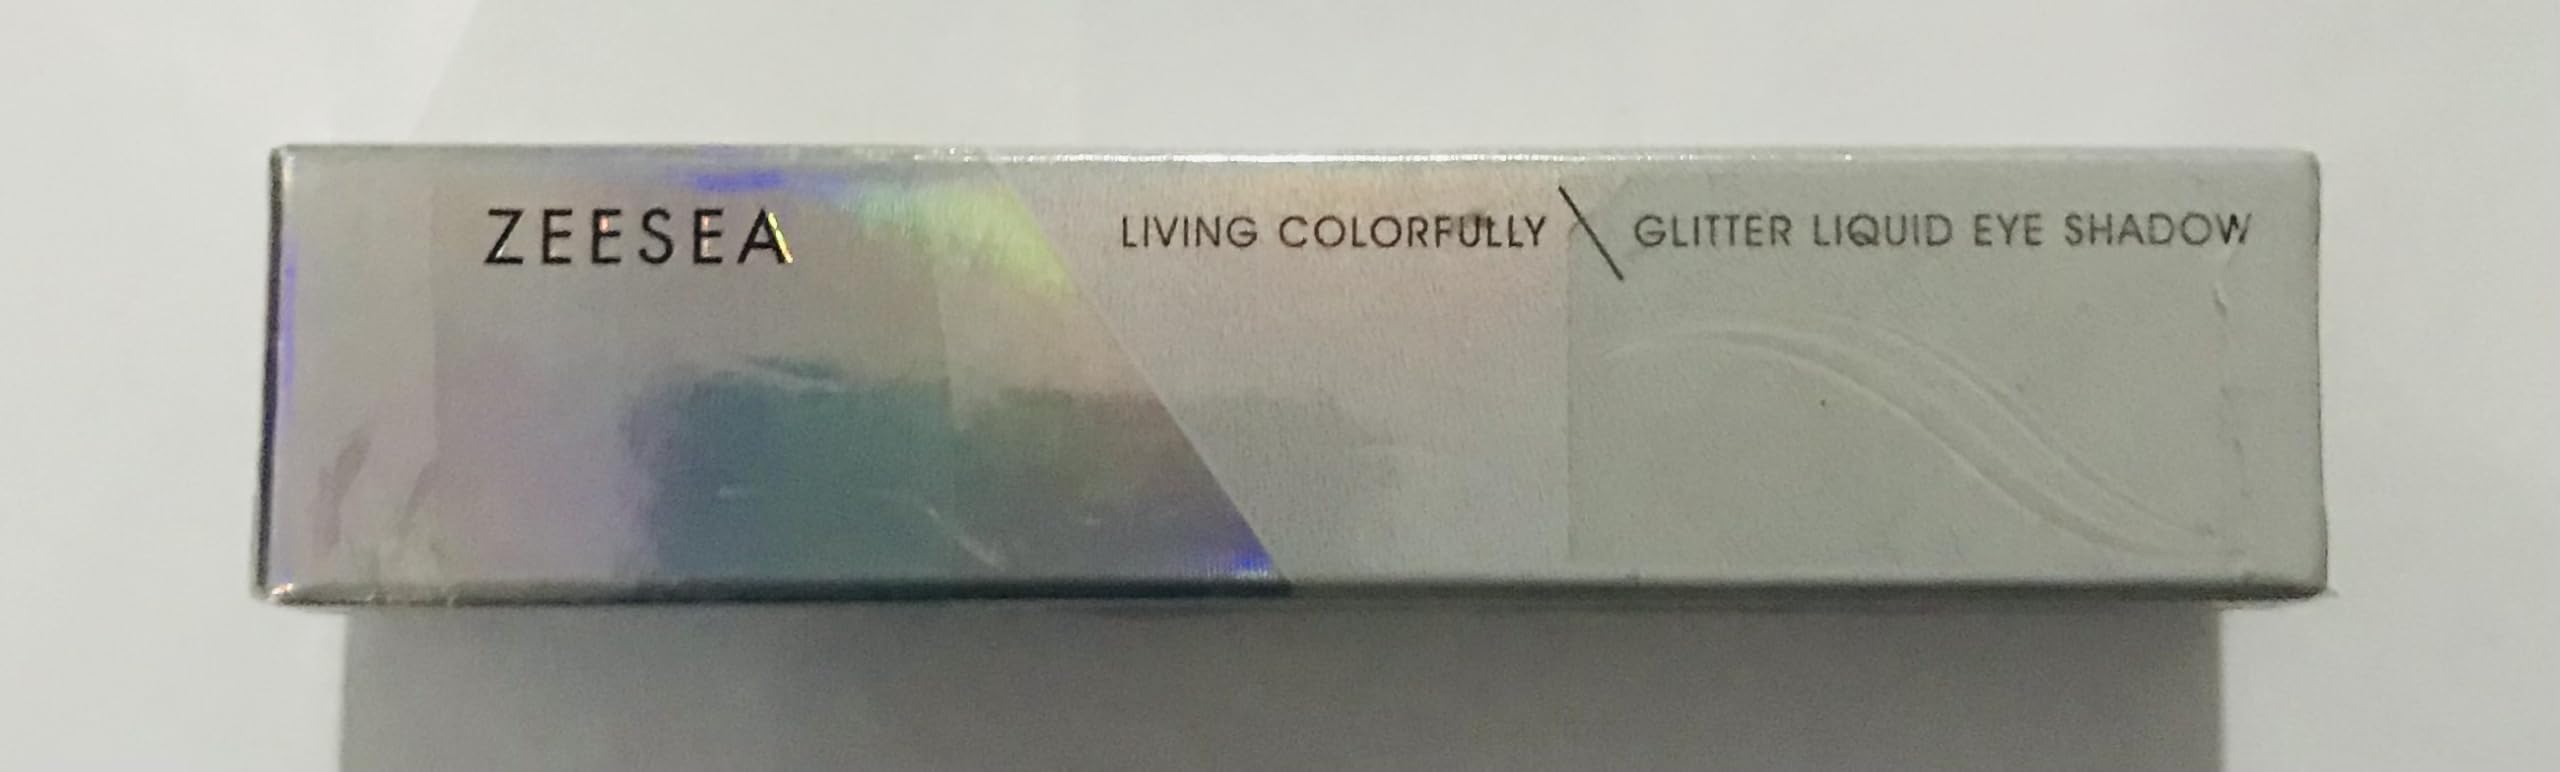 ZEESEA
LIVING COLORFULLY \ GLITTER LIQUID EYE SHADOW